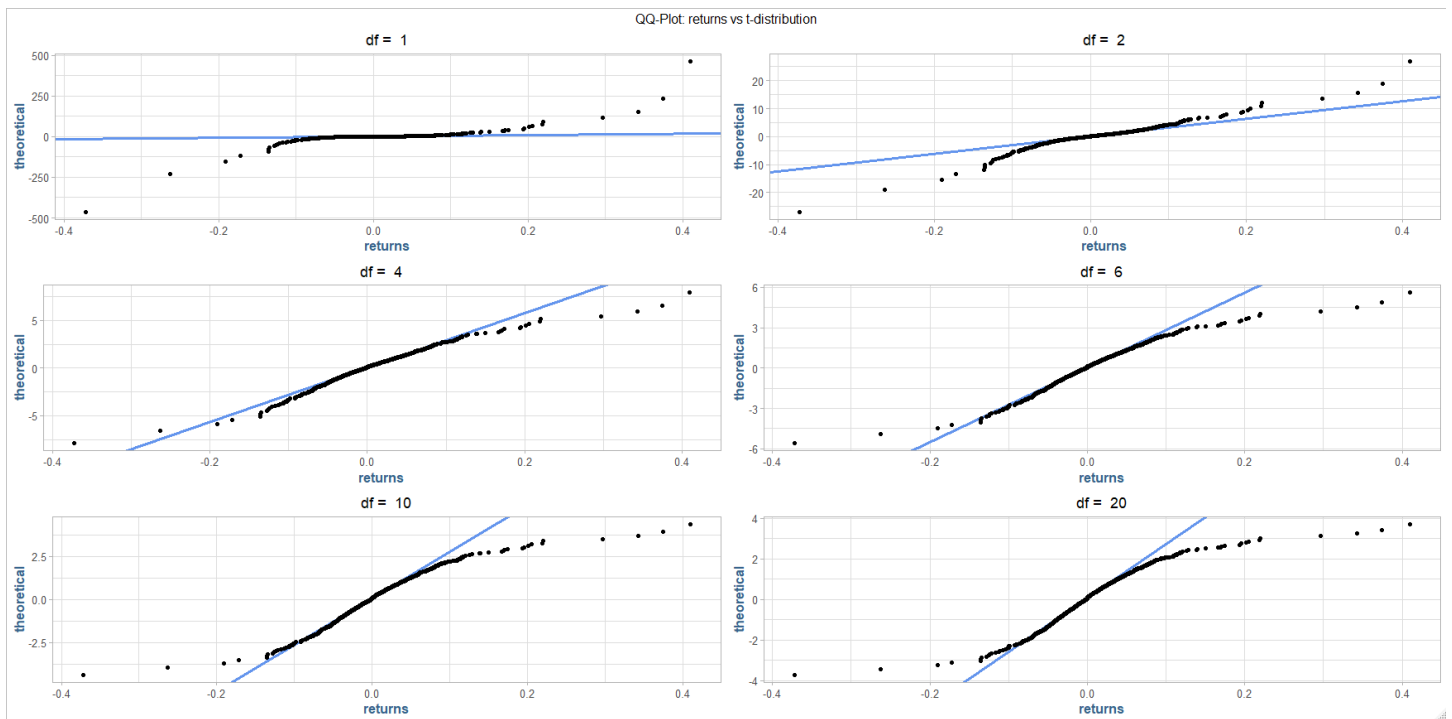 QQ-Plot: returns vs t-distribution
df = 1
df = 2
theoretical
500
250
0
-250
-500
-0.4 -0.2 0.0 0.2 0.4
returns
theoretical
20
10
0
-10
-20
-0.4 -0.2 0.0 0.2 0.4
returns
df = 4
df = 6
theoretical
5
0
-5
-0.4 -0.2 0.0 0.2 0.4
returns
theoretical
6
3
0
-3
-6
-0.4 -0.2 0.0 0.2 0.4
returns
df = 10
df = 20
theoretical
2.5
0.0
-2.5
-0.4 -0.2 0.0 0.2 0.4
returns
theoretical
4
2
0
-2
-4
-0.4 -0.2 0.0 0.2 0.4
returns